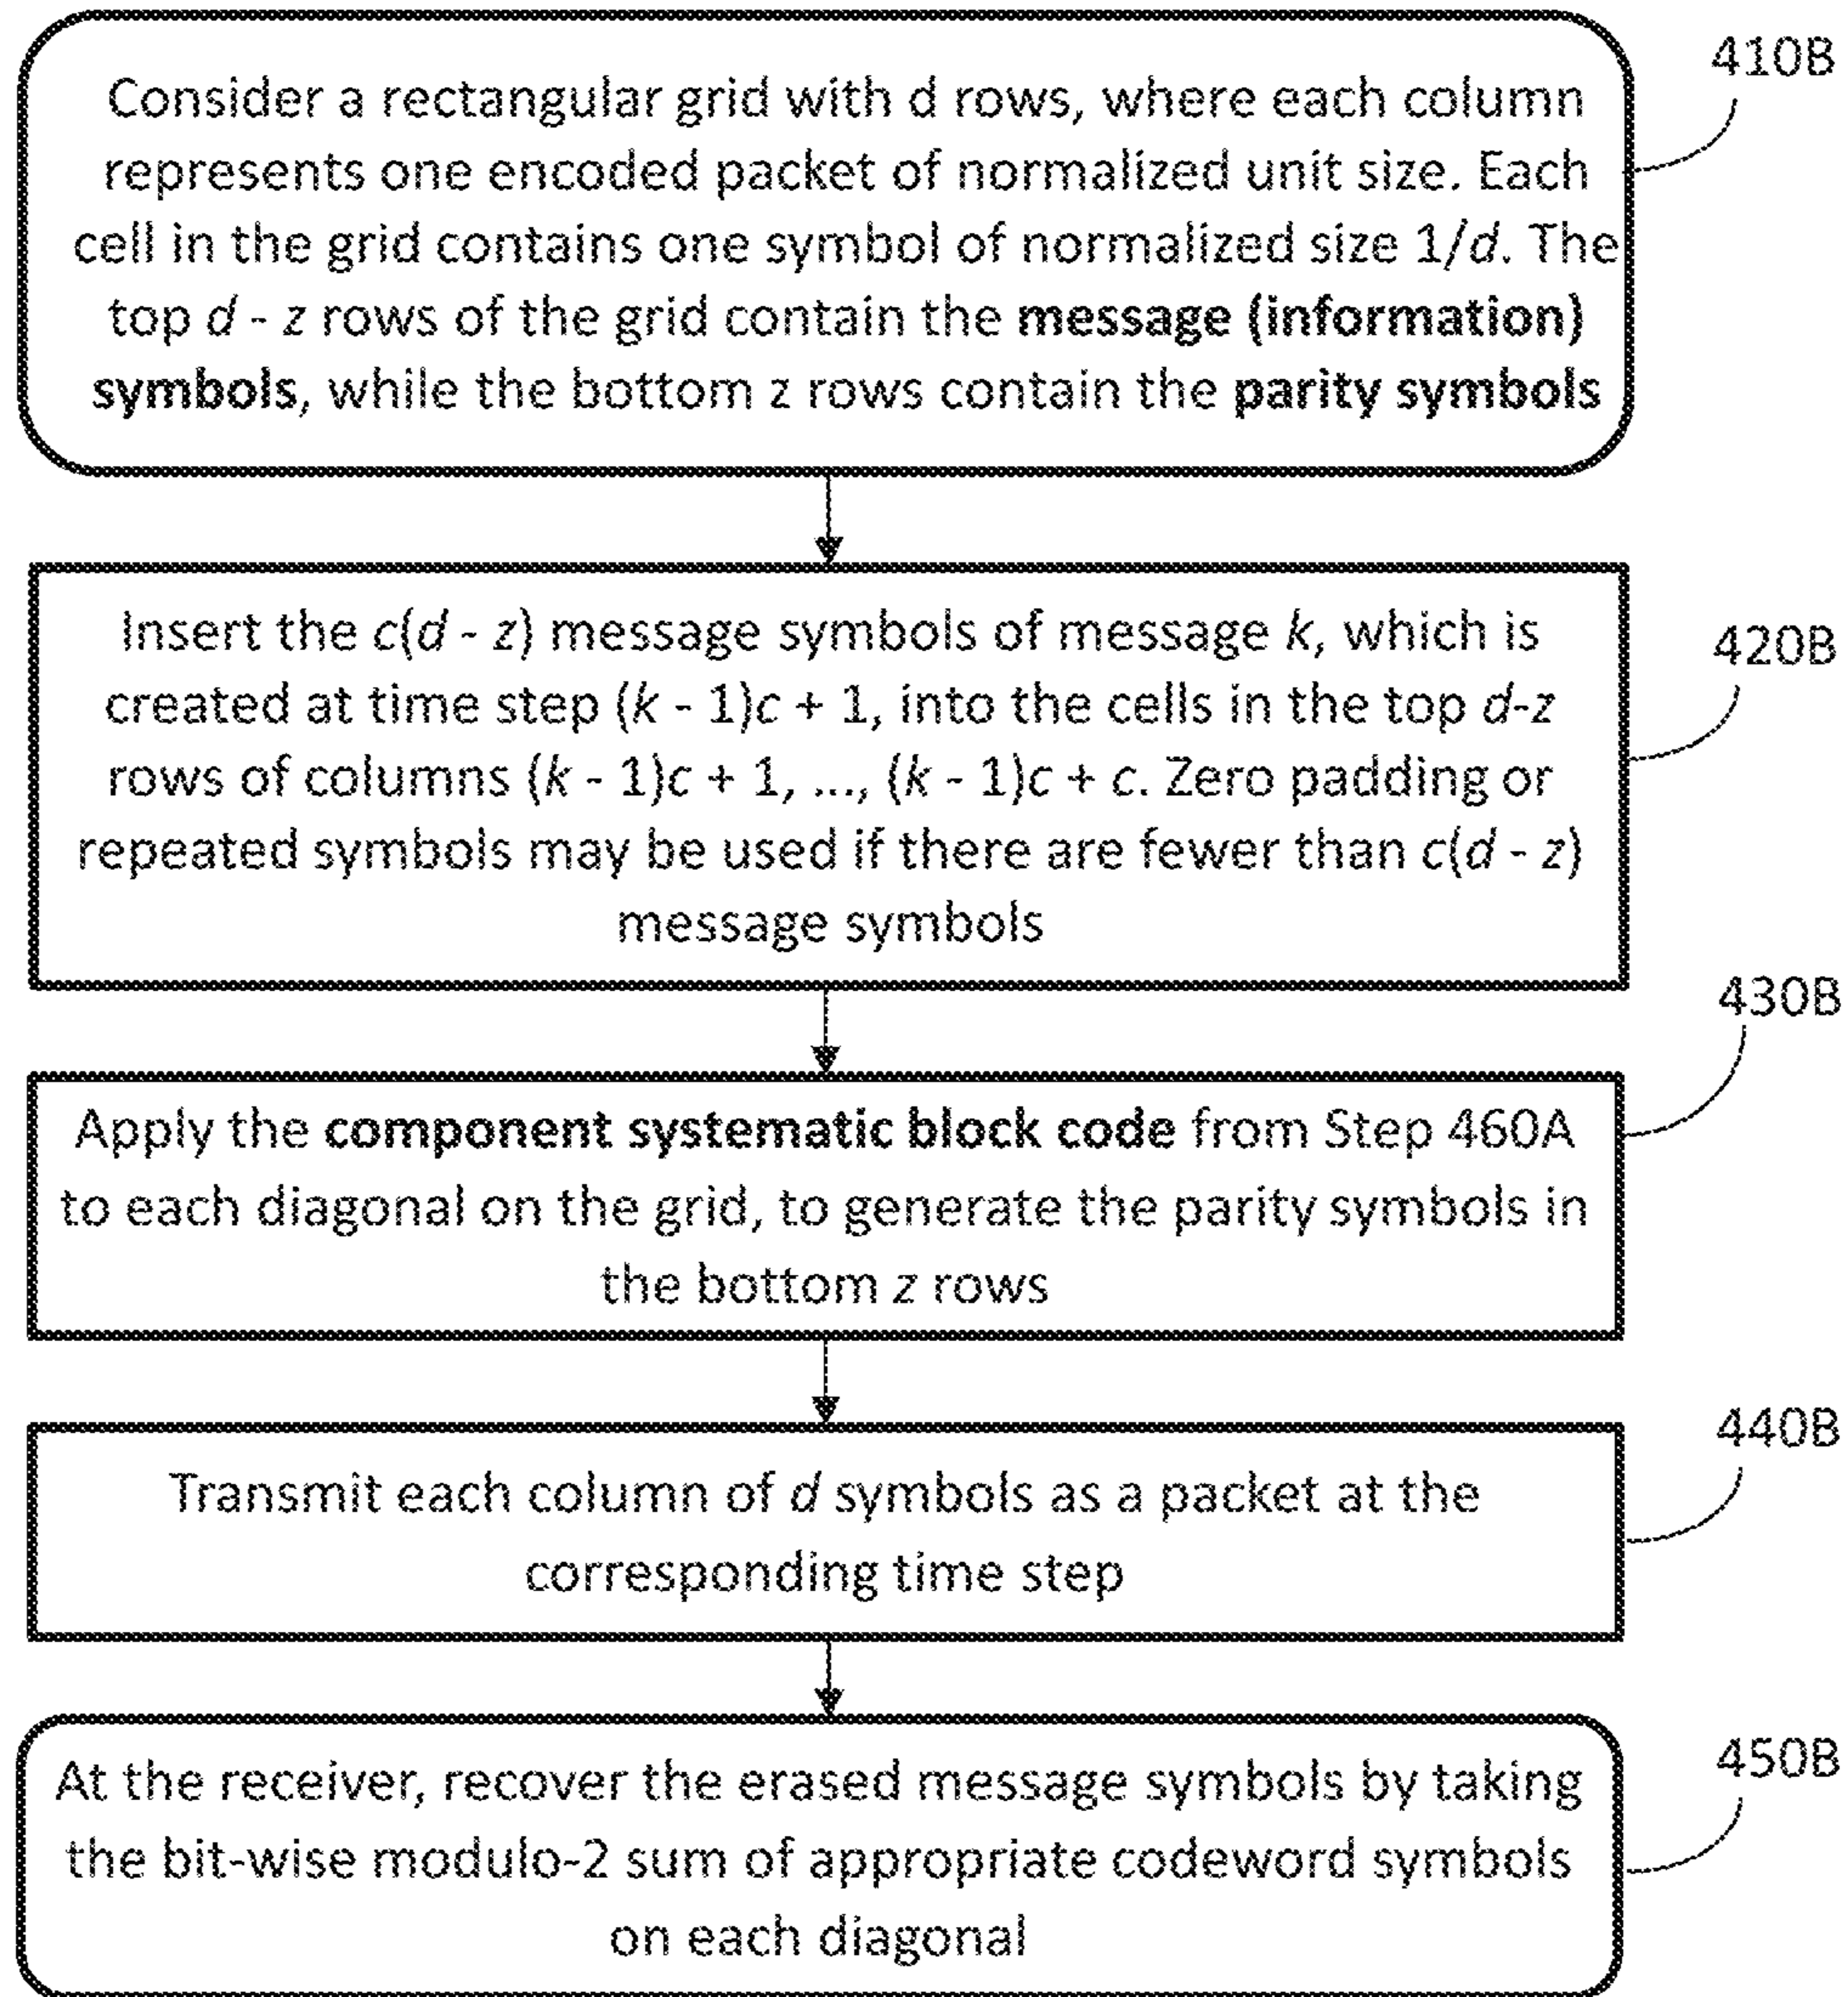 Consider a rectangular grid with d rows, where each column
represents one encoded packet of normalized unit size. Each
cell in the grid contains one symbol of normalized size 1/d. The
top d - z rows of the grid contain the message (information)
symbols, while the bottom z rows contain the parity symbols
410B
Insert the c(d - z) message symbols of message k, which is
created at time step (k - 1)c + 1, into the cells in the top d-z
rows of columns (k - 1)c + 1, ..., (k - 1)c + c. Zero padding or
repeated symbols may be used if there are fewer than c(d - z)
message symbols
420B
Apply the component systematic block code from Step 460A
to each diagonal on the grid, to generate the parity symbols in
the bottom z rows
430B
Transmit each column of d symbols as a packet at the
corresponding time step
440B
At the receiver, recover the erased message symbols by taking
the bit-wise modulo-2 sum of appropriate codeword symbols
on each diagonal
450B